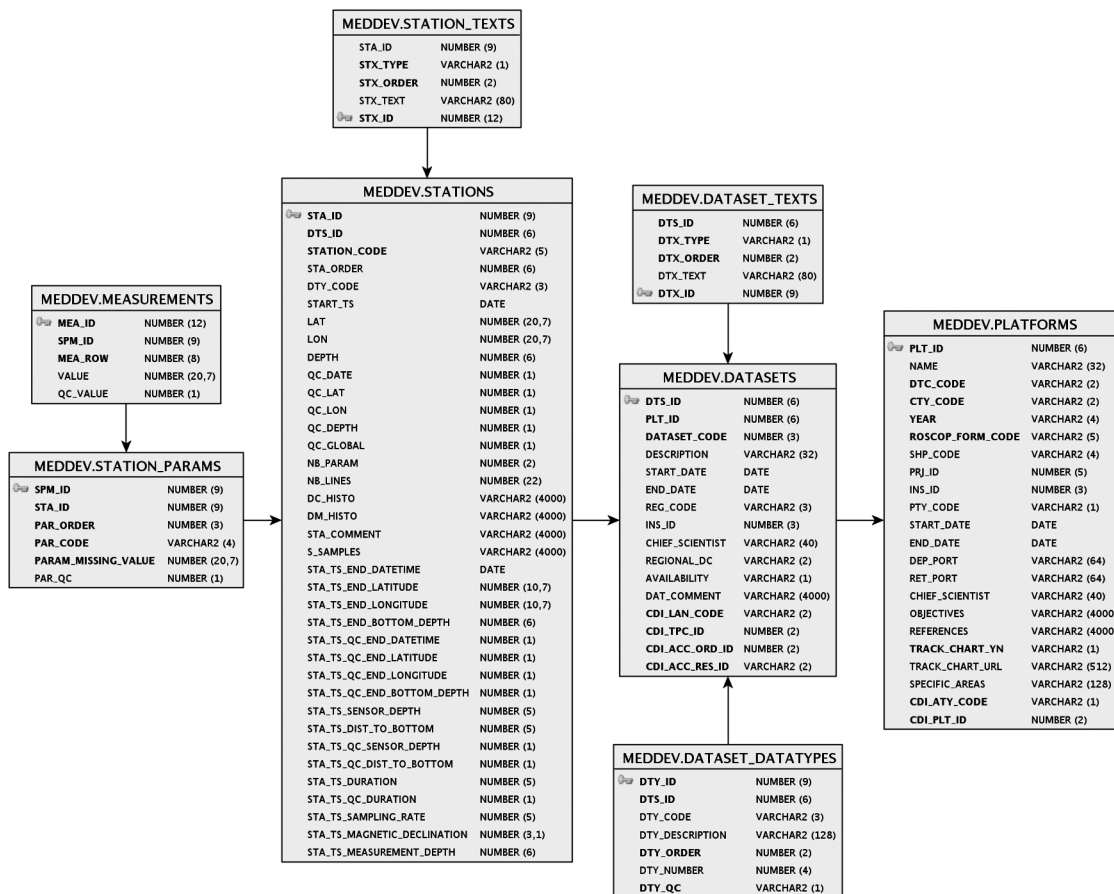 MEDDEV.STATION_TEXTS
STA_ID NUMBER (9)
STX_TYPE VARCHAR2 (1)
STX_ORDER NUMBER (2)
STX_TEXT VARCHAR2 (80)
STX_ID NUMBER (12)
MEDDEV.STATIONS
STA_ID NUMBER (9)
DTS_ID NUMBER (6)
STATION_CODE VARCHAR2 (5)
STA_ORDER NUMBER (6)
DTY_CODE VARCHAR2 (3)
START_TS DATE
LAT NUMBER (20,7)
LON NUMBER (20,7)
DEPTH NUMBER (6)
QC_DATE NUMBER (1)
QC_LAT NUMBER (1)
QC_LON NUMBER (1)
QC_DEPTH NUMBER (1)
QC_GLOBAL NUMBER (1)
NB_PARAM NUMBER (2)
NB_LINES NUMBER (22)
DC_HISTO VARCHAR2 (4000)
DM_HISTO VARCHAR2 (4000)
STA_COMMENT VARCHAR2 (4000)
S_SAMPLES VARCHAR2 (4000)
STA_TS_END_DATETIME DATE
STA_TS_END_LATITUDE NUMBER (10,7)
STA_TS_END_LONGITUDE NUMBER (10,7)
STA_TS_END_BOTTOM_DEPTH NUMBER (6)
STA_TS_QC_END_DATETIME NUMBER (1)
STA_TS_QC_END_LATITUDE NUMBER (1)
STA_TS_QC_END_LONGITUDE NUMBER (1)
STA_TS_QC_END_BOTTOM_DEPTH NUMBER (1)
STA_TS_SENSOR_DEPTH NUMBER (5)
STA_TS_DIST_TO_BOTTOM NUMBER (5)
STA_TS_QC_SENSOR_DEPTH NUMBER (1)
STA_TS_QC_DIST_TO_BOTTOM NUMBER (1)
STA_TS_DURATION NUMBER (5)
STA_TS_QC_DURATION NUMBER (1)
STA_TS_SAMPLING_RATE NUMBER (5)
STA_TS_MAGNETIC_DECLINATION NUMBER (3,1)
STA_TS_MEASUREMENT_DEPTH NUMBER (6)
MEDDEV.MEASUREMENTS
MEA_ID NUMBER (12)
SPM_ID NUMBER (9)
MEA_ROW NUMBER (8)
VALUE NUMBER (20,7)
QC_VALUE NUMBER (1)
MEDDEV.STATION_PARAMS
SPM_ID NUMBER (9)
STA_ID NUMBER (9)
PAR_ORDER NUMBER (3)
PAR_CODE VARCHAR2 (4)
PARAM_MISSING_VALUE NUMBER (20,7)
PAR_QC NUMBER (1)
MEDDEV.DATASET_TEXTS
DTS_ID NUMBER (6)
DTX_TYPE VARCHAR2 (1)
DTX_ORDER NUMBER (2)
DTX_TEXT VARCHAR2 (80)
DTX_ID NUMBER (9)
MEDDEV.DATASETS
DTS_ID NUMBER (6)
PLT_ID NUMBER (6)
DATASET_CODE NUMBER (3)
DESCRIPTION VARCHAR2 (32)
START_DATE DATE
END_DATE DATE
REG_CODE VARCHAR2 (3)
INS_ID NUMBER (3)
CHIEF_SCIENTIST VARCHAR2 (40)
REGIONAL_DC VARCHAR2 (2)
AVAILABILITY VARCHAR2 (1)
DAT_COMMENT VARCHAR2 (4000)
CDI_LAN_CODE VARCHAR2 (2)
CDI_TPC_ID NUMBER (2)
CDI_ACC_ORD_ID NUMBER (2)
CDI_ACC_RES_ID VARCHAR2 (2)
MEDDEV.DATASET_DATATYPES
DTY_ID NUMBER (9)
DTS_ID NUMBER (6)
DTY_CODE VARCHAR2 (3)
DTY_DESCRIPTION VARCHAR2 (128)
DTY_ORDER NUMBER (2)
DTY_NUMBER NUMBER (4)
DTY_QC VARCHAR2 (1)
MEDDEV.PLATFORMS
PLT_ID NUMBER (6)
NAME VARCHAR2 (32)
DTC_CODE VARCHAR2 (2)
CTY_CODE VARCHAR2 (2)
YEAR VARCHAR2 (4)
ROSCOP_FORM_CODE VARCHAR2 (5)
SHP_CODE VARCHAR2 (4)
PRJ_ID NUMBER (5)
INS_ID NUMBER (3)
PTY_CODE VARCHAR2 (1)
START_DATE DATE
END_DATE DATE
DEP_PORT VARCHAR2 (64)
RET_PORT VARCHAR2 (64)
CHIEF_SCIENTIST VARCHAR2 (40)
OBJECTIVES VARCHAR2 (4000
REFERENCES VARCHAR2 (4000
TRACK_CHART_YN VARCHAR2 (1)
TRACK_CHART_URL VARCHAR2 (512)
SPECIFIC_AREAS VARCHAR2 (128)
CDI_ATY_CODE VARCHAR2 (1)
CDI_PLT_ID NUMBER (2)